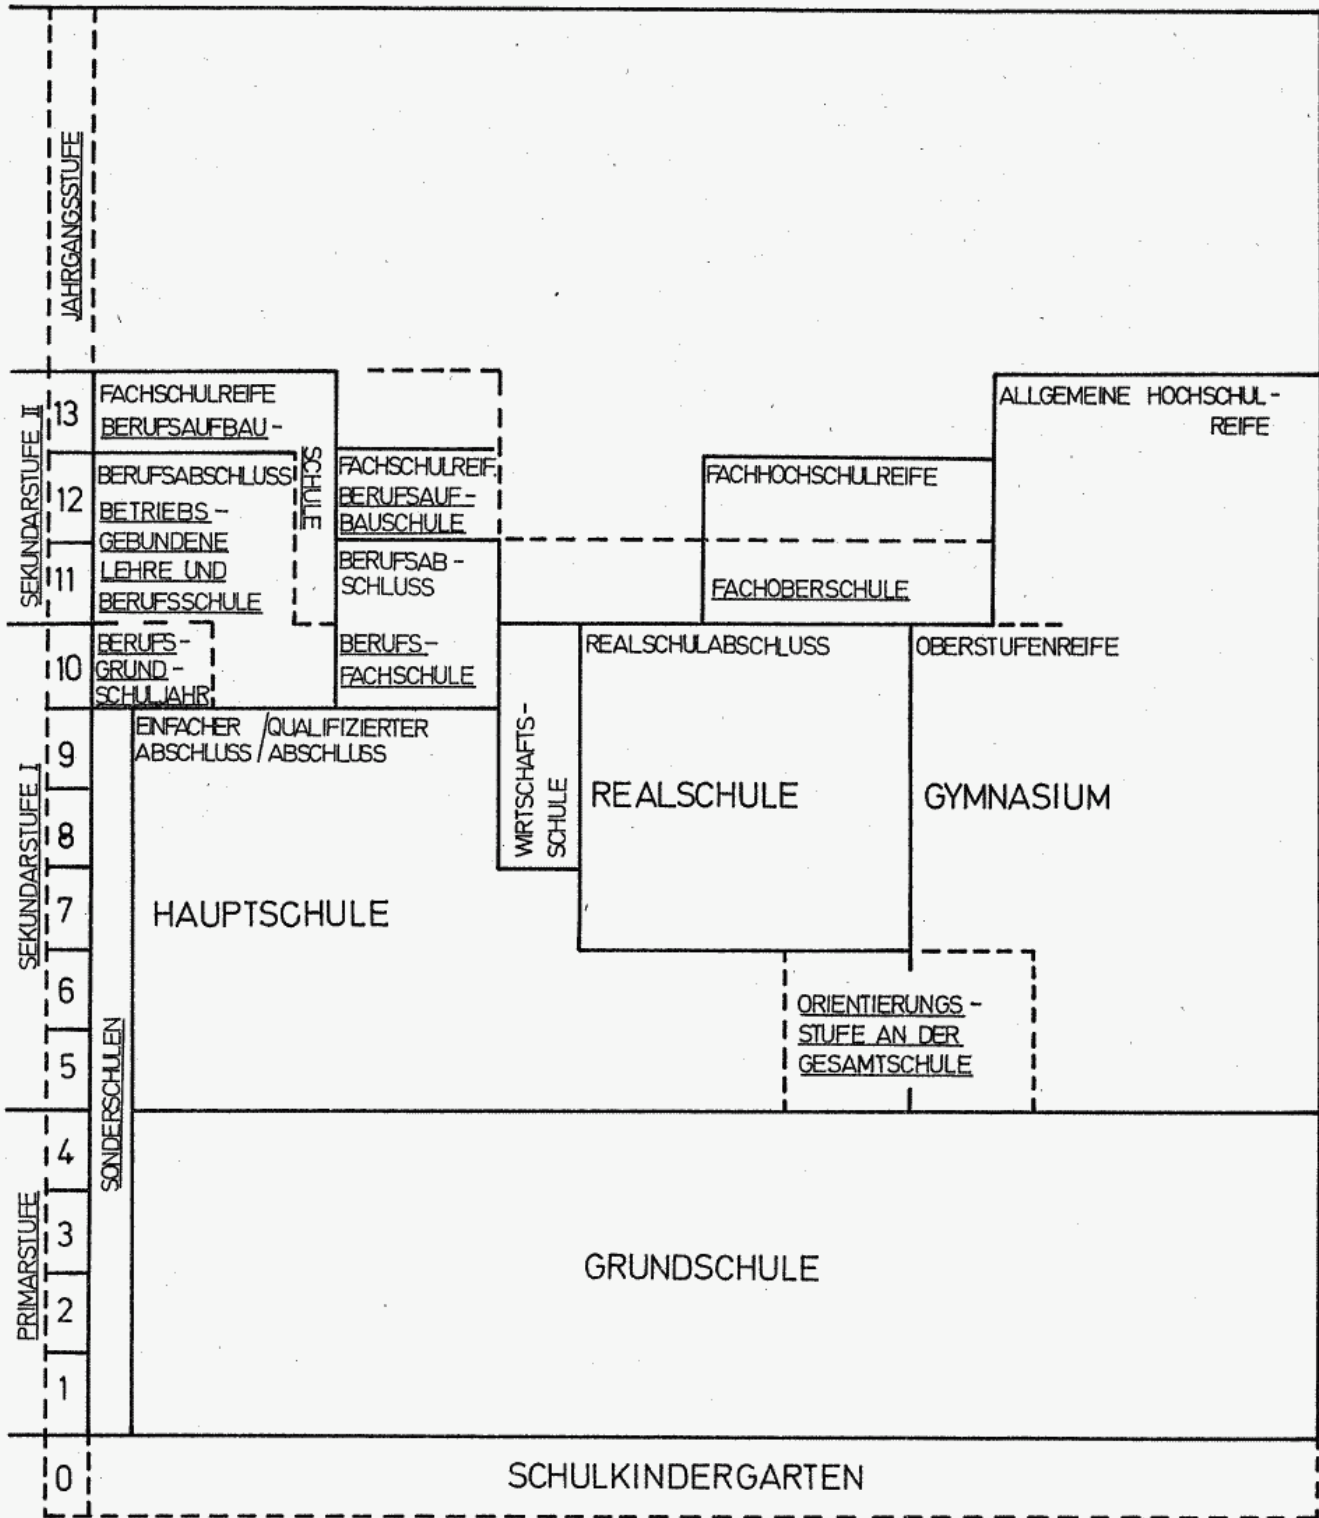 JAHRGANGSSTUFE
SEKUNDARSTUFE II
SEKUNDARSTUFE I
PRIMARSTUFE
13
12
11
10
9
8
7
6
5
4
3
2
1
0
FACHSCHULREIFE
BERUFSAUFBAU-
SCHULE
BERUFSABSCHLUSS
BETRIEBS-
GEBUNDENE
LEHRE UND
BERUFSSCHULE
FACHSCHULREIF.
BERUFSAUF-
BAUSCHULE
BERUFSAB-
SCHLUSS
BERUFS-
FACHSCHULE
BERUFS-
GRUND-
SCHULJAHR
FACHHOCHSCHULREIFE
FACHOBERSCHULE
ALLGEMEINE HOCHSCHUL-
REIFE
EINFACHER / QUALIFIZIERTER
ABSCHLUSS / ABSCHLUSS
HAUPTSCHULE
WIRTSCHAFTS-
SCHULE
REALSCHULABSCHLUSS
REALSCHULE
OBERSTUFENREIFE
GYMNASIUM
ORIENTIERUNGS-
STUFE AN DER
GESAMTSCHULE
SONDERSCHULEN
GRUNDSCHULE
SCHULKINDERGARTEN